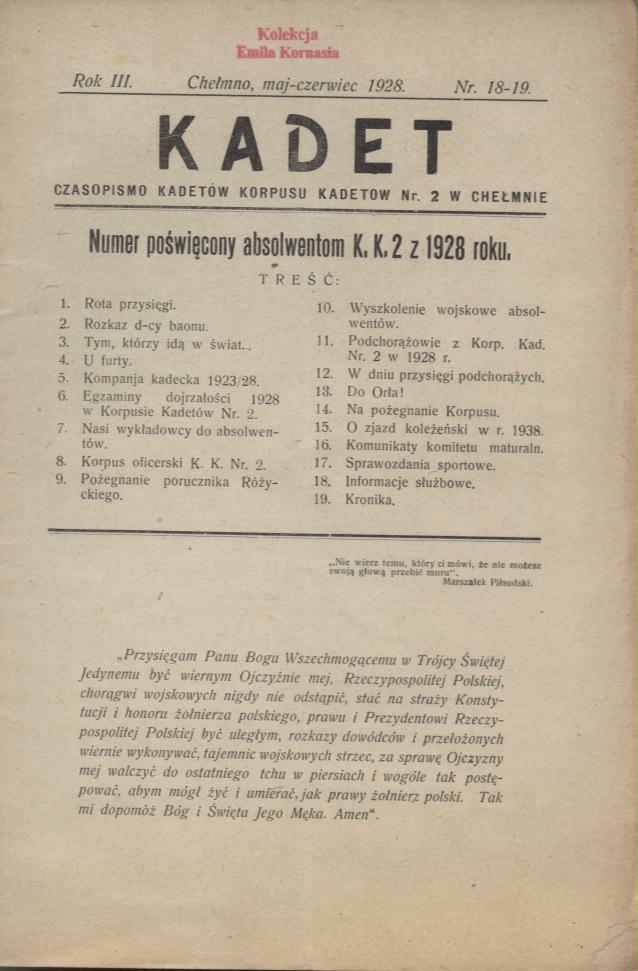 Kolekcja
Emila Kornasia
Rok III. Chełmno, maj-czerwiec 1928. Nr. 18-19.
KADET
CZASOPISMO KADETÓW KORPUSU KADETOW Nr. 2 W CHEŁMNIE
Numer poświęcony absolwentom K. K. 2 z 1928 roku.
TREŚĆ:
1. Rota przysięgi.
2. Rozkaz d-cy baonu.
3. Tym, którzy idą w świat...
4. U furty.
5. Kompanja kadecka 1923/28.
6. Egzaminy dojrzałości 1928
w Korpusie Kadetów Nr. 2.
7. Nasi wykładowcy do absolwen-
tów.
8. Korpus oficerski K. K. Nr. 2.
9. Pożegnanie porucznika Róży-
ckiego.
10. Wyszkolenie wojskowe absol-
wentów.
11. Podchorążowie z Korp. Kad.
Nr. 2 w 1928 r.
12. W dniu przysięgi podchorążych.
13. Do Orła!
14. Na pożegnanie Korpusu.
15. O zjazd koleżeński w r. 1938.
16. Komunikaty komitetu maturaln.
17. Sprawozdania sportowe.
18. Informacje służbowe.
19. Kronika.
„Nie wierz temu, który ci mówi, że nie możesz
swoją głową przebić muru“.
Marszałek Piłsudski.
„Przysięgam Panu Bogu Wszechmogącemu w Trójcy Świętej
Jedynemu być wiernym Ojczyźnie mej, Rzeczypospolitej Polskiej,
chorągwi wojskowych nigdy nie odstąpić, stać na straży Konsty-
tucji i honoru żołnierza polskiego, prawu i Prezydentowi Rzeczy-
pospolitej Polskiej być uległym, rozkazy dowódców i przełożonych
wiernie wykonywać, tajemnic wojskowych strzec, za sprawę Ojczyzny
mej walczyć do ostatniego tchu w piersiach i wogóle tak postę-
pować, abym mógł żyć i umierać, jak prawy żołnierz polski. Tak
mi dopomòż Bóg i Święta Jego Męka. Amen“.